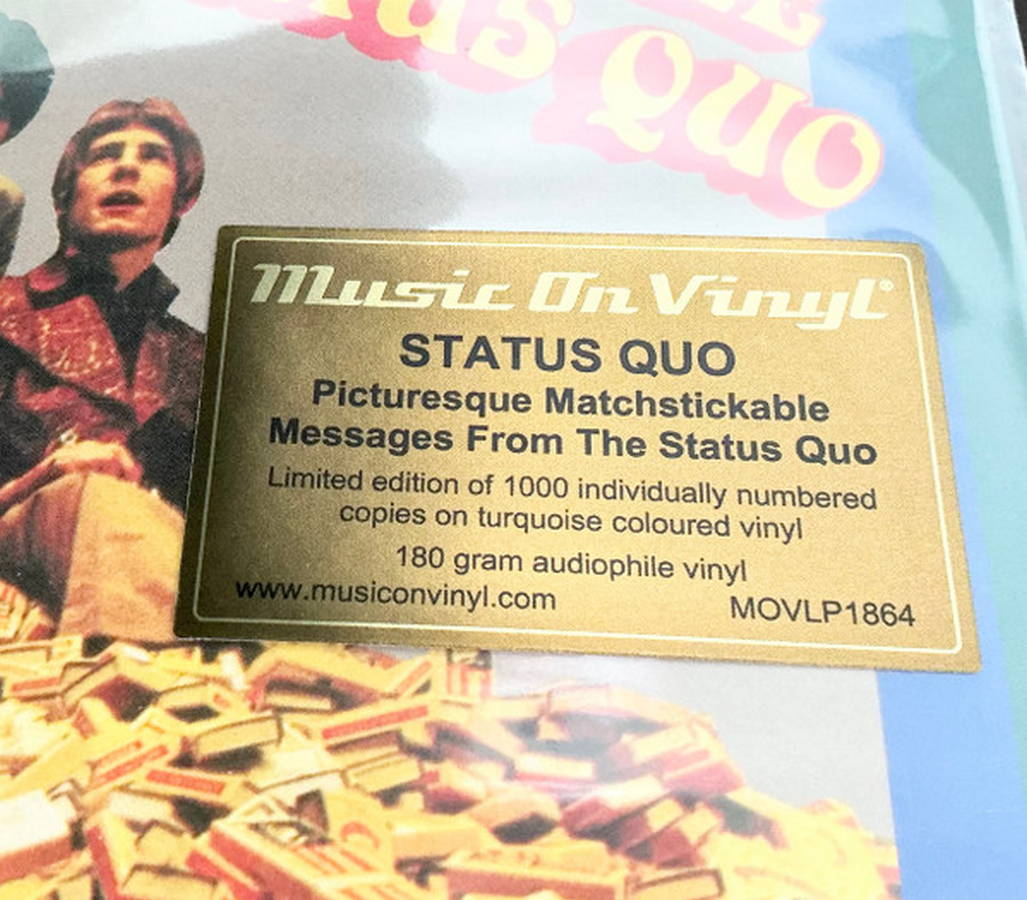 QUO
Music On Vinyl®
STATUS QUO
Picturesque Matchstickable
Messages From The Status Quo
Limited edition of 1000 individually numbered
copies on turquoise coloured vinyl
180 gram audiophile vinyl
www.musiconvinyl.com
MOVLP1864